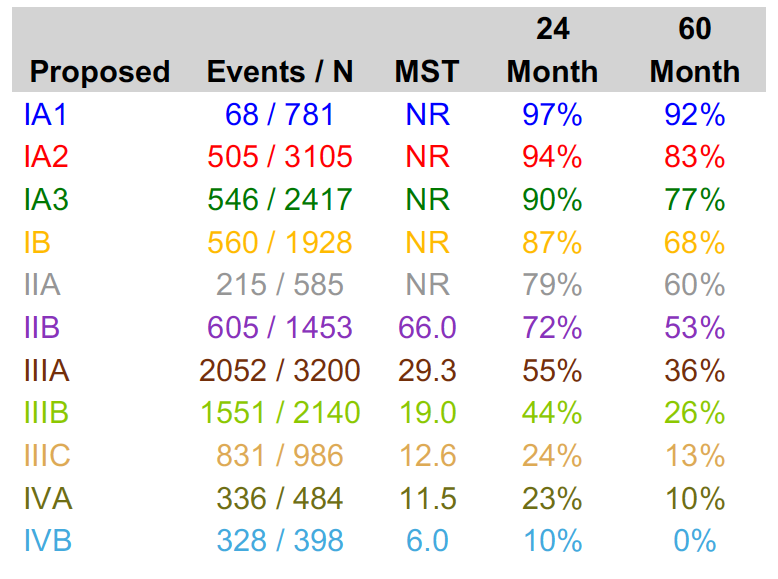 24 60
Proposed Events / N MST Month Month
IA1 68 / 781 NR 97% 92%
IA2 505 / 3105 NR 94% 83%
IA3 546 / 2417 NR 90% 77%
IB 560 / 1928 NR 87% 68%
IIA 215 / 585 NR 79% 60%
IIB 605 / 1453 66.0 72% 53%
IIIA 2052 / 3200 29.3 55% 36%
IIIB 1551 / 2140 19.0 44% 26%
IIIC 831 / 986 12.6 24% 13%
IVA 336 / 484 11.5 23% 10%
IVB 328 / 398 6.0 10% 0%